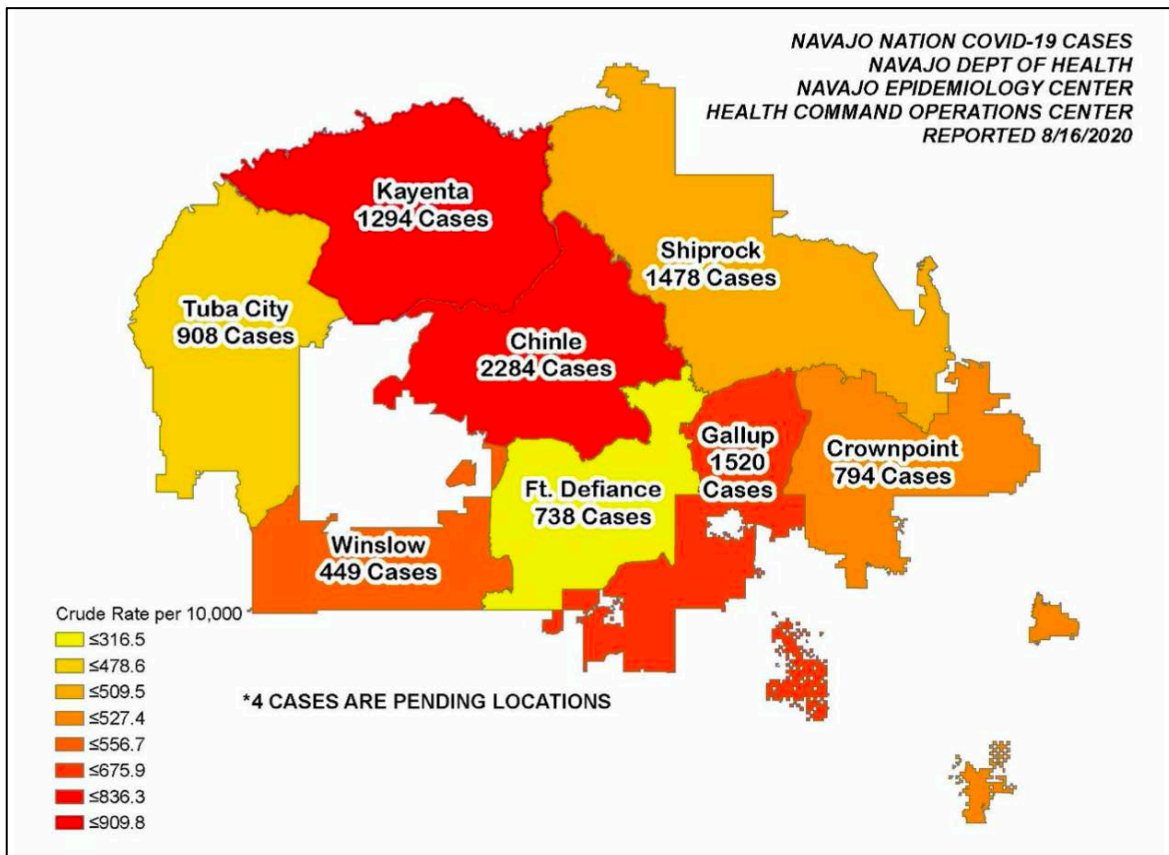 NAVAJO NATION COVID-19 CASES
NAVAJO DEPT OF HEALTH
NAVAJO EPIDEMIOLOGY CENTER
HEALTH COMMAND OPERATIONS CENTER
REPORTED 8/16/2020
Kayenta
1294 Cases
Shiprock
1478 Cases
Tuba City
908 Cases
Chinle
2284 Cases
Gallup
1520
Cases
Crownpoint
794 Cases
Ft. Defiance
738 Cases
Winslow
449 Cases
Crude Rate per 10,000
≤316.5
≤478.6
≤509.5
≤527.4
≤556.7
≤675.9
≤836.3
≤909.8
*4 CASES ARE PENDING LOCATIONS